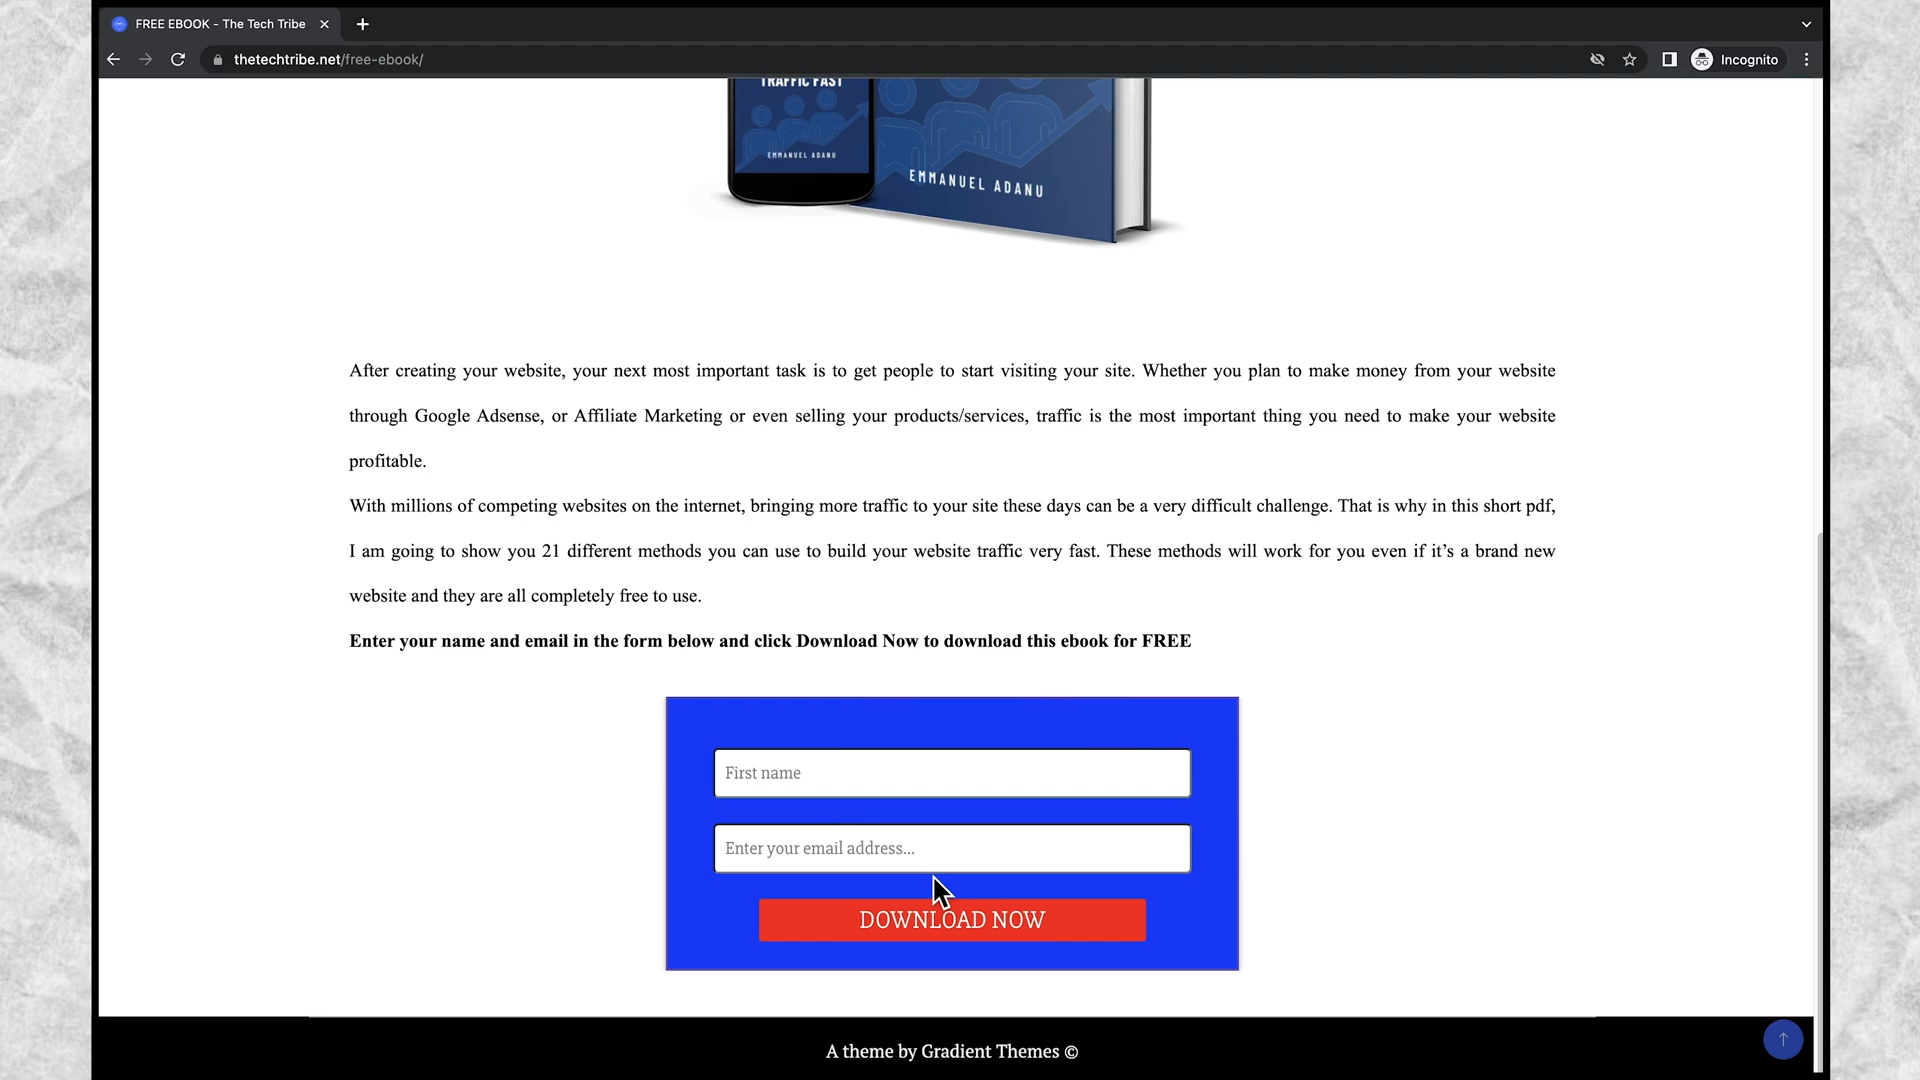 FREE EBOOK - The Tech Tribe
thetechtribe.net/free-ebook/
Incognito
TRAFFIC FAST
EMMANUEL ADANU
EMMANUEL ADANU
After creating your website, your next most important task is to get people to start visiting your site. Whether you plan to make money from your website
through Google Adsense, or Affiliate Marketing or even selling your products/services, traffic is the most important thing you need to make your website
profitable.
With millions of competing websites on the internet, bringing more traffic to your site these days can be a very difficult challenge. That is why in this short pdf,
I am going to show you 21 different methods you can use to build your website traffic very fast. These methods will work for you even if it’s a brand new
website and they are all completely free to use.
Enter your name and email in the form below and click Download Now to download this ebook for FREE
First name
Enter your email address...
DOWNLOAD NOW
A theme by Gradient Themes ©